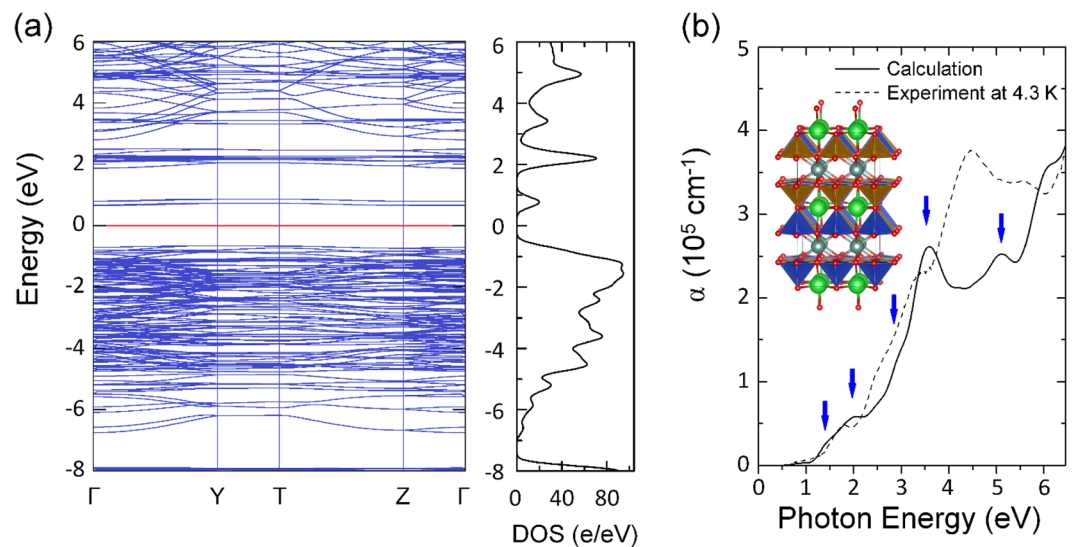 (a)
6
4
2
0
-2
-4
-6
-8
Energy (eV)
Γ Y T Z Γ
6
4
2
0
-2
-4
-6
-8
0 40 80
DOS (e/eV)
(b)
5
4
3
2
1
0
α (10⁵ cm⁻¹)
Calculation
Experiment at 4.3 K
0 1 2 3 4 5 6
Photon Energy (eV)